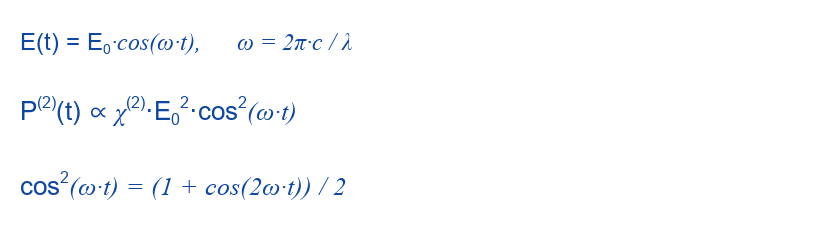 E(t) = E₀·cos(ω·t), ω = 2π·c / λ
P⁽²⁾(t) ∝ χ⁽²⁾·E₀²·cos²(ω·t)
cos²(ω·t) = (1 + cos(2ω·t)) / 2